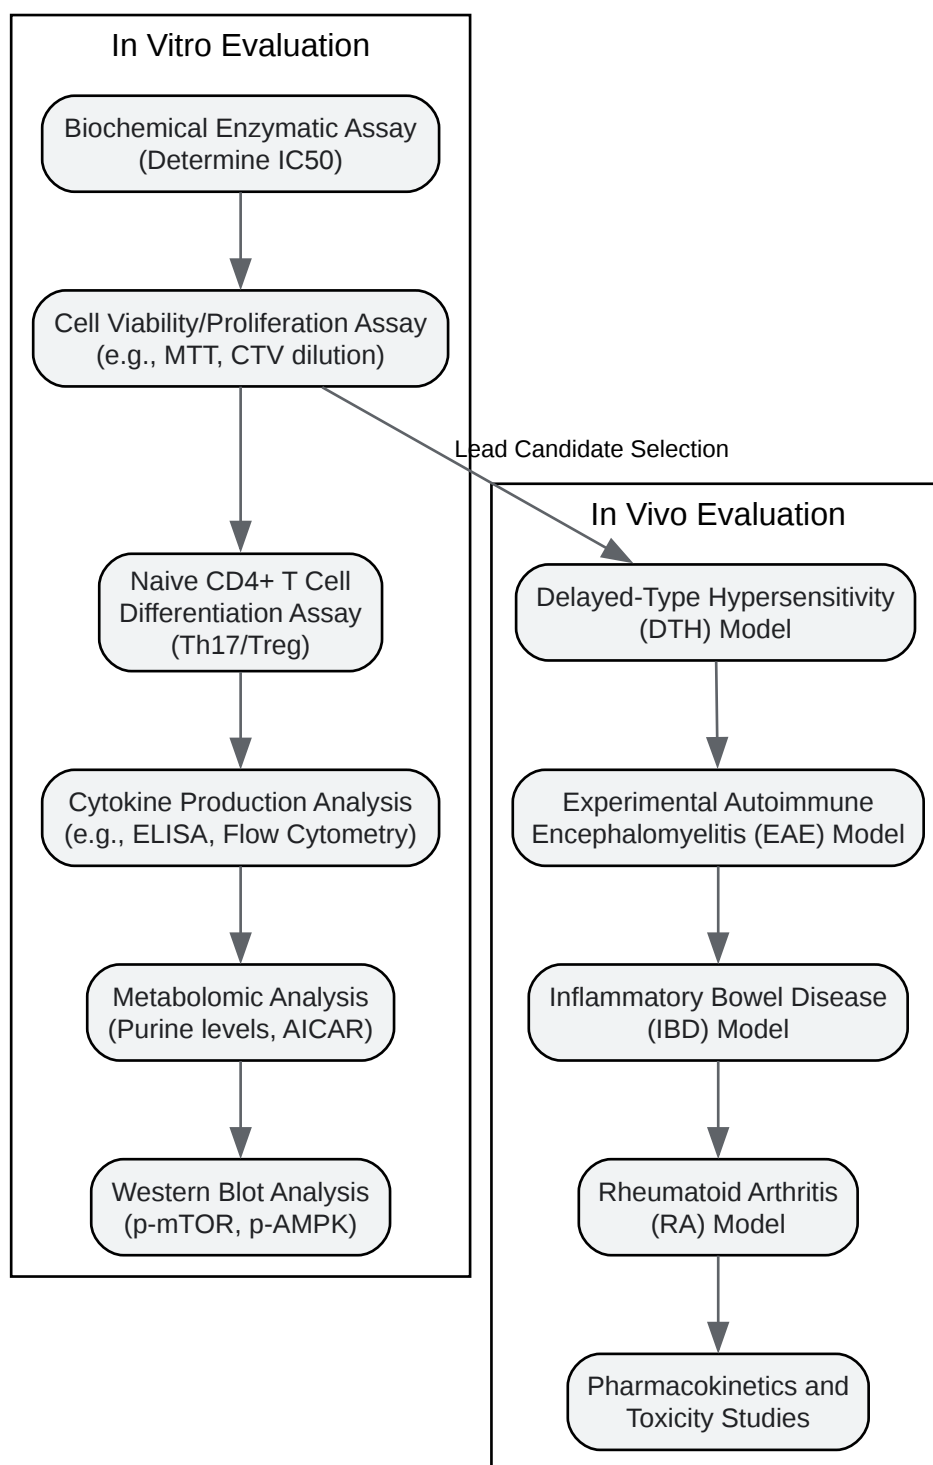 In Vitro Evaluation
Biochemical Enzymatic Assay
(Determine IC50)
Cell Viability/Proliferation Assay
(e.g., MTT, CTV dilution)
Lead Candidate Selection
Naive CD4+ T Cell
Differentiation Assay
(Th17/Treg)
Cytokine Production Analysis
(e.g., ELISA, Flow Cytometry)
Metabolomic Analysis
(Purine levels, AICAR)
Western Blot Analysis
(p-mTOR, p-AMPK)
In Vivo Evaluation
Delayed-Type Hypersensitivity
(DTH) Model
Experimental Autoimmune
Encephalomyelitis (EAE) Model
Inflammatory Bowel Disease
(IBD) Model
Rheumatoid Arthritis
(RA) Model
Pharmacokinetics and
Toxicity Studies